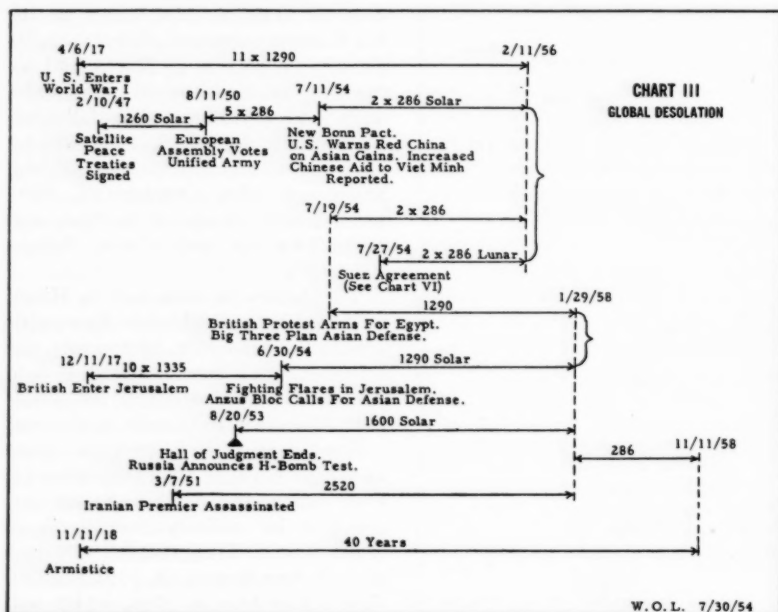 4/6/17
2/11/56
11 x 1290
U. S. Enters
World War I
CHART III
GLOBAL DESOLATION
2/10/47
8/11/50
7/11/54
1260 Solar
5 x 286
2 x 286 Solar
Satellite
Peace
Treaties
Signed
European
Assembly Votes
Unified Army
New Bonn Pact.
U.S. Warns Red China
on Asian Gains. Increased
Chinese Aid to Viet Minh
Reported.
7/19/54
2 x 286
7/27/54
2 x 286 Lunar
Suez Agreement
(See Chart VI)
1290
1/29/58
British Protest Arms For Egypt.
Big Three Plan Asian Defense.
12/11/17
6/30/54
10 x 1335
1290 Solar
British Enter Jerusalem
Fighting Flares in Jerusalem.
Anzus Bloc Calls For Asian Defense.
8/20/53
1600 Solar
Hall of Judgment Ends.
Russia Announces H-Bomb Test.
286
11/11/58
3/7/51
2520
Iranian Premier Assassinated
11/11/18
40 Years
Armistice
W. O. L. 7/30/54